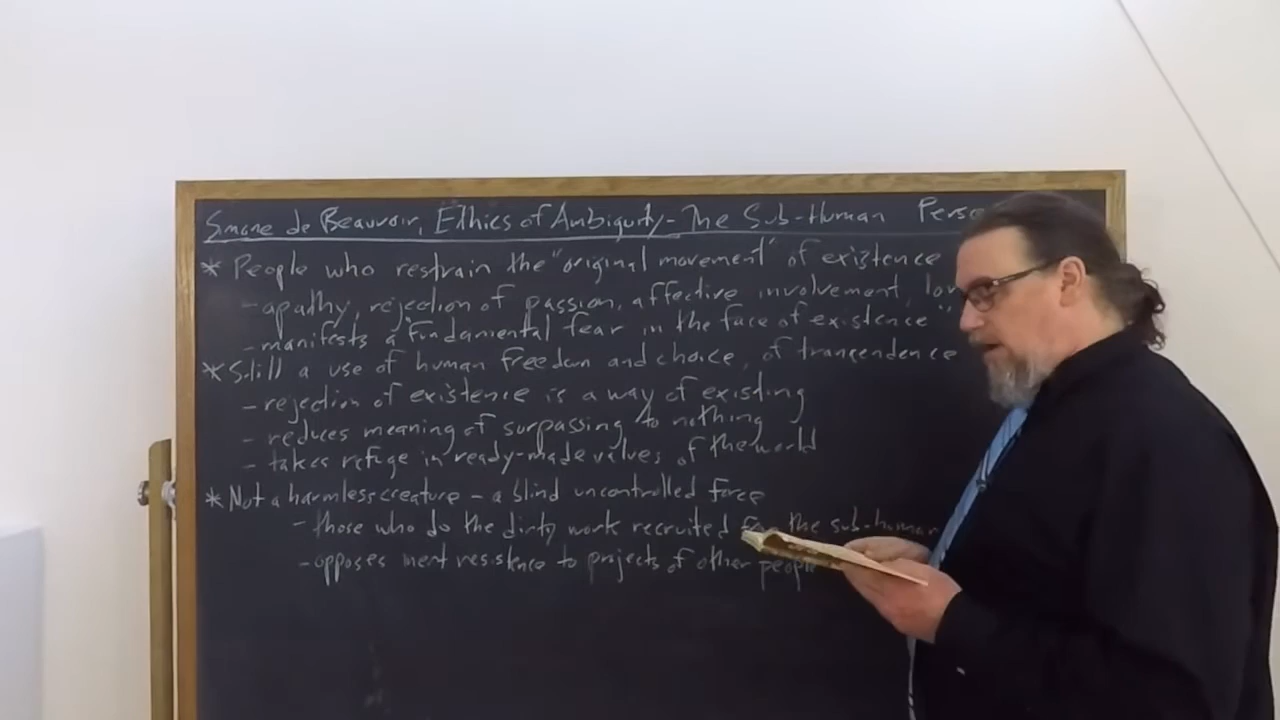 Simone de Beauvoir, Ethics of Ambiguity - The Sub-Human Perso
* People who restrain the "original movement" of existence
- apathy, rejection of passion, affective involvement, lov
- manifests a "fundamental fear in the face of existence"
* Still a use of human freedom and choice, of trancendence
- rejection of existence is a way of existing
- reduces meaning of surpassing to nothing
- takes refuge in ready-made values of the world
* Not a harmless creature - a blind uncontrolled force
- those who do the dirty work recruited from the sub-human
- opposes inert resistence to projects of other people